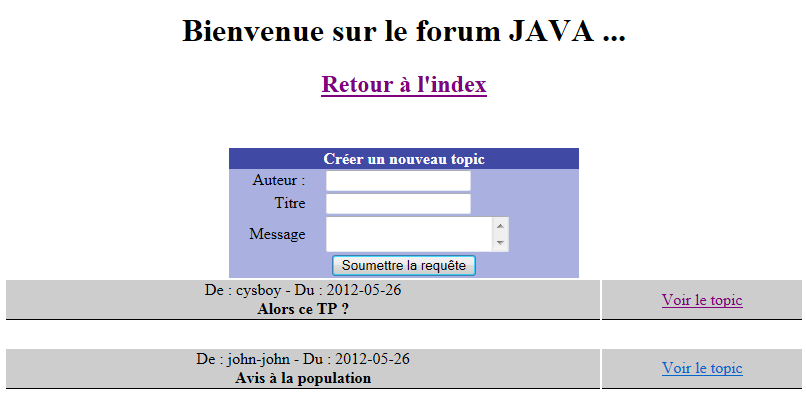 Bienvenue sur le forum JAVA ...
Retour à l'index
Créer un nouveau topic
Auteur :
Titre
Message
Soumettre la requête
De : cysboy - Du : 2012-05-26
Alors ce TP ?
Voir le topic
De : john-john - Du : 2012-05-26
Avis à la population
Voir le topic